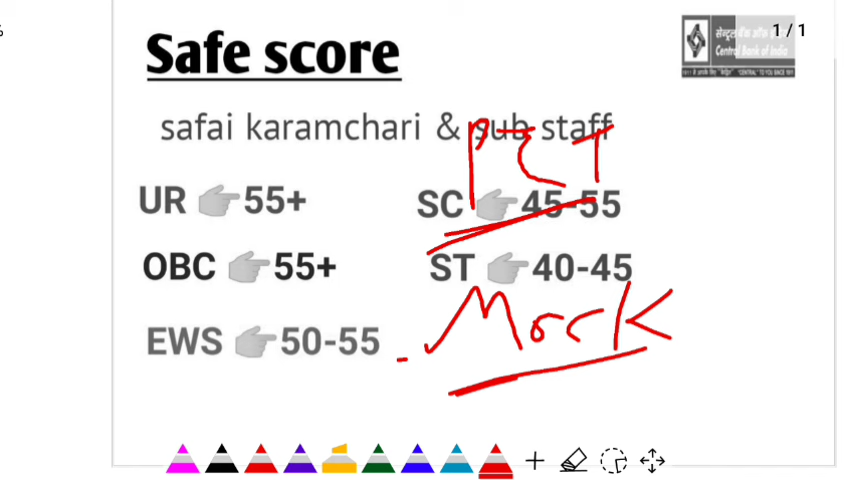 1 / 1
Safe score
safai karamchari & sub staff
PET
UR 👉 55+
SC 👉 45-55
OBC 👉 55+
ST 👉 40-45
EWS 👉 50-55
Mock
Central Bank of India